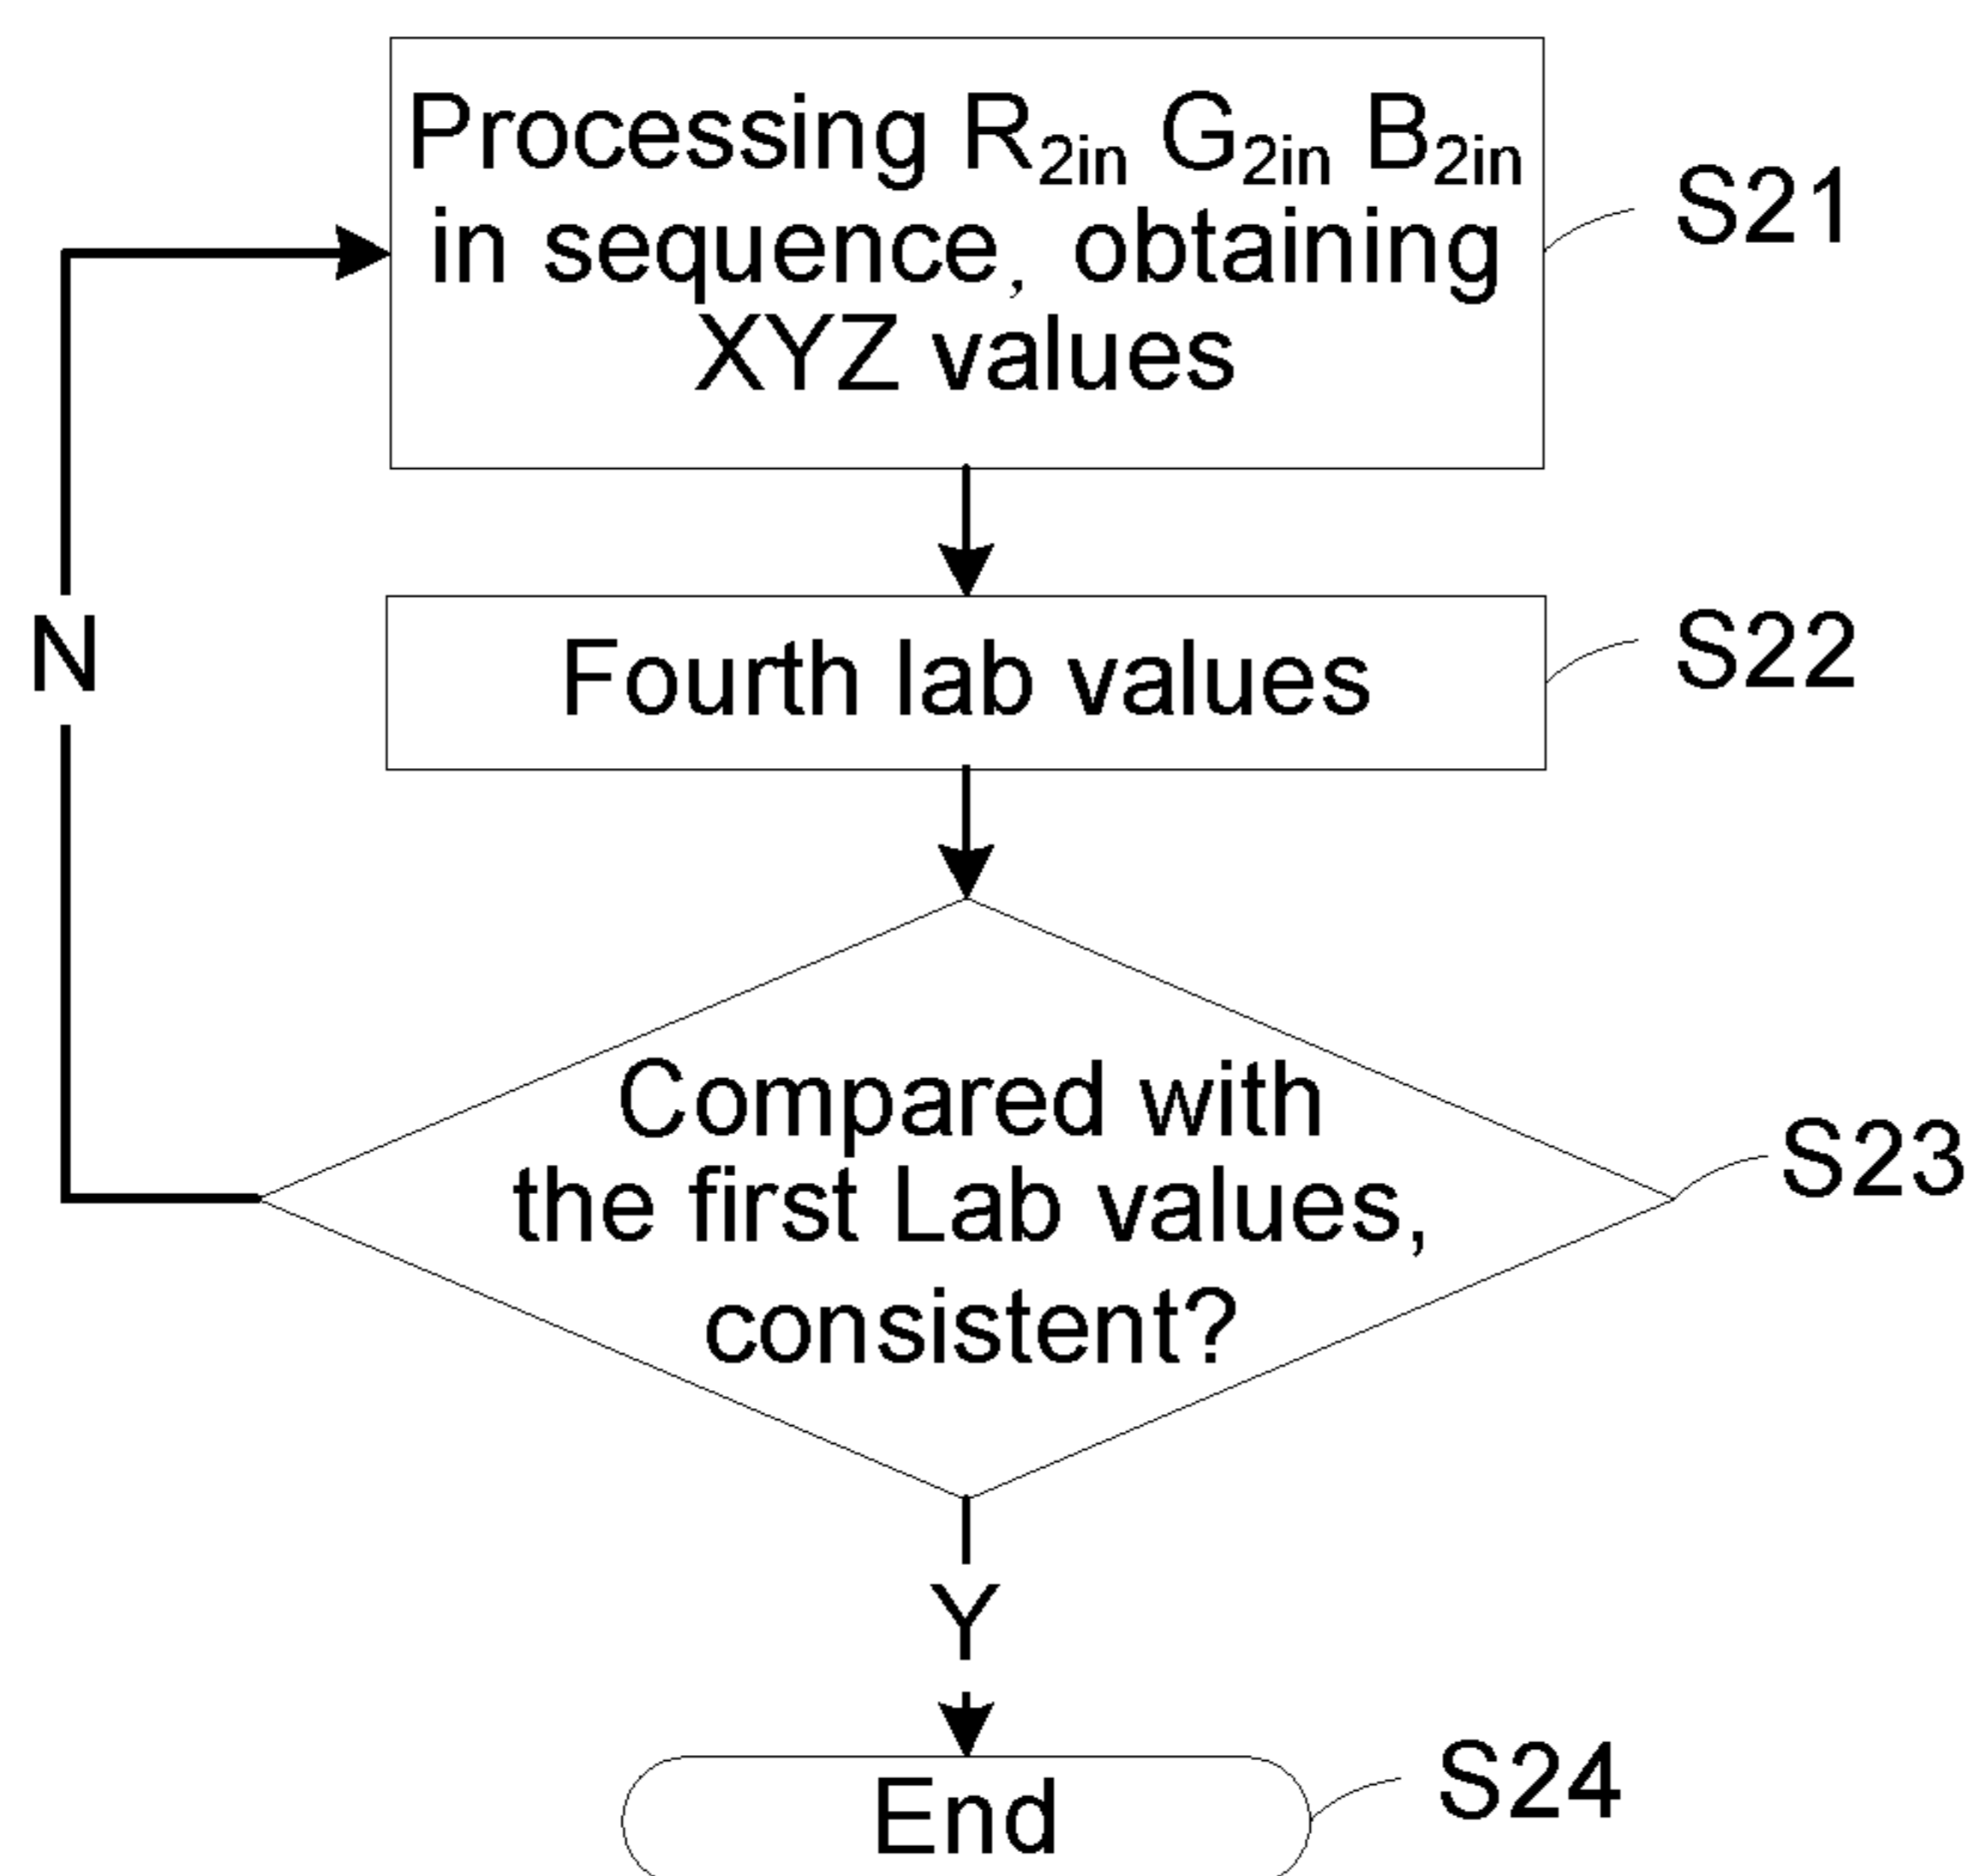 Processing R2in G2in B2in
in sequence, obtaining
XYZ values
S21
N
Fourth lab values
S22
Compared with
the first Lab values,
consistent?
S23
Y
End
S24